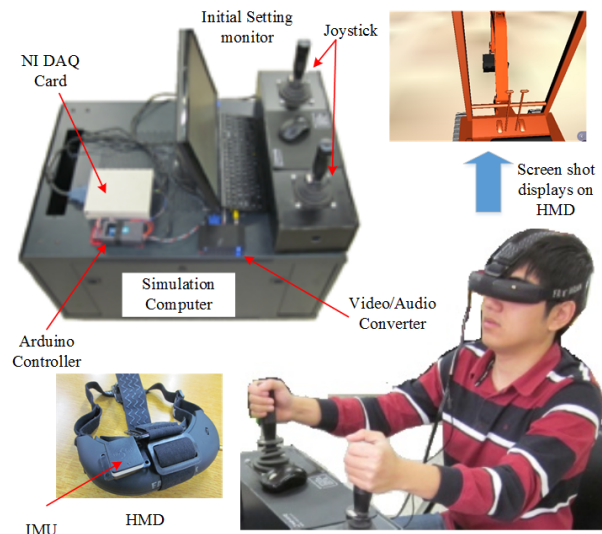 Initial Setting
monitor
Joystick
NI DAQ
Card
Screen shot
displays on
HMD
Simulation
Computer
Video/Audio
Converter
Arduino
Controller
IMU
HMD